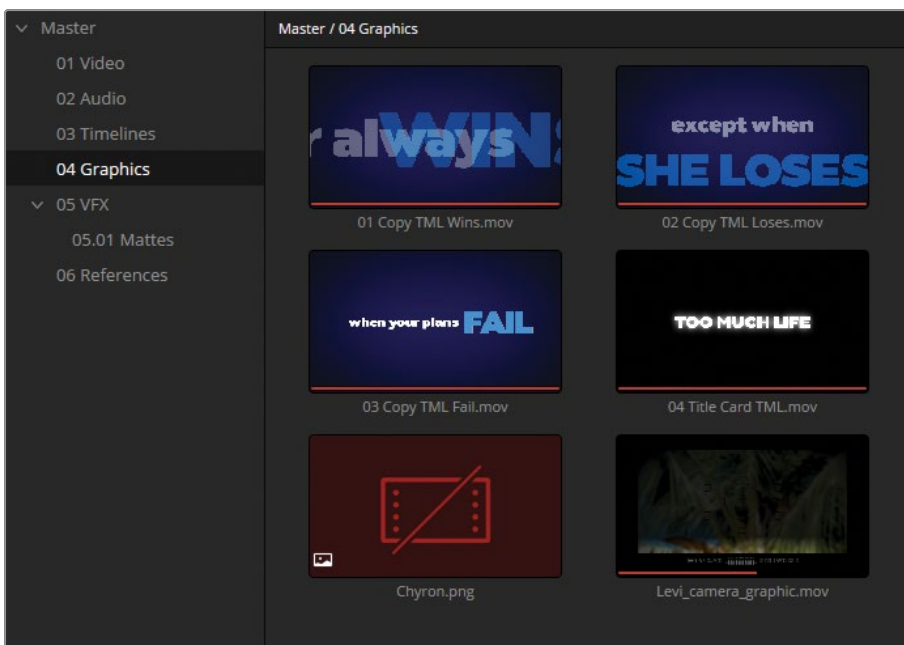 Master
01 Video
02 Audio
03 Timelines
04 Graphics
05 VFX
05.01 Mattes
06 References
Master / 04 Graphics
r always WINS
01 Copy TML Wins.mov
except when
SHE LOSES
02 Copy TML Loses.mov
when your plans FAIL
03 Copy TML Fail.mov
TOO MUCH LIFE
04 Title Card TML.mov
Chyron.png
Levi_camera_graphic.mov